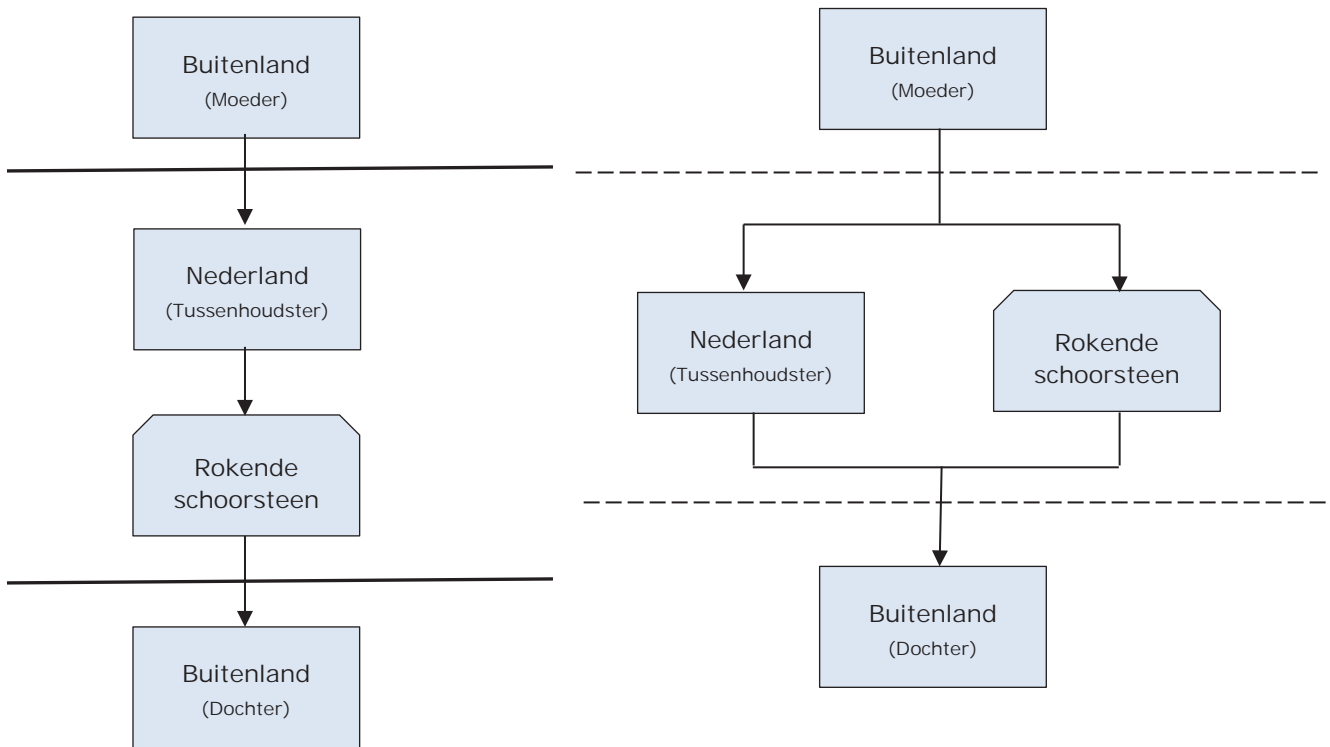 Buitenland
(Moeder)
Nederland
(Tussenhoudster)
Rokende
schoorsteen
Buitenland
(Dochter)
Buitenland
(Moeder)
Nederland
(Tussenhoudster)
Rokende
schoorsteen
Buitenland
(Dochter)